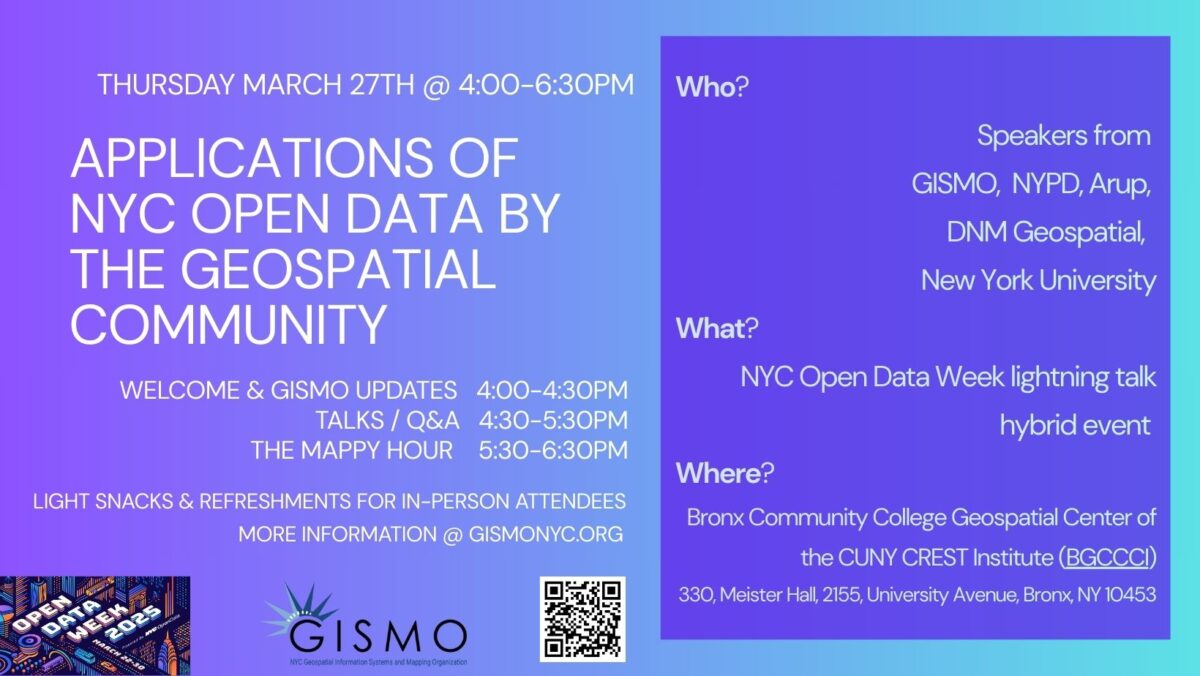 THURSDAY MARCH 27TH @ 4:00-6:30PM
APPLICATIONS OF
NYC OPEN DATA BY
THE GEOSPATIAL
COMMUNITY
WELCOME & GISMO UPDATES 4:00-4:30PM
TALKS / Q&A 4:30-5:30PM
THE MAPPY HOUR 5:30-6:30PM
LIGHT SNACKS & REFRESHMENTS FOR IN-PERSON ATTENDEES
MORE INFORMATION @ GISMONYC.ORG
OPEN
DATA
WEEK
2025
GISMO
NYC Geospatial Information Systems and Mapping Organization
Who?
Speakers from
GISMO, NYPD, Arup,
DNM Geospatial,
New York University
What?
NYC Open Data Week lightning talk
hybrid event
Where?
Bronx Community College Geospatial Center of
the CUNY CREST Institute (BGCCCI)
330, Meister Hall, 2155, University Avenue, Bronx, NY 10453